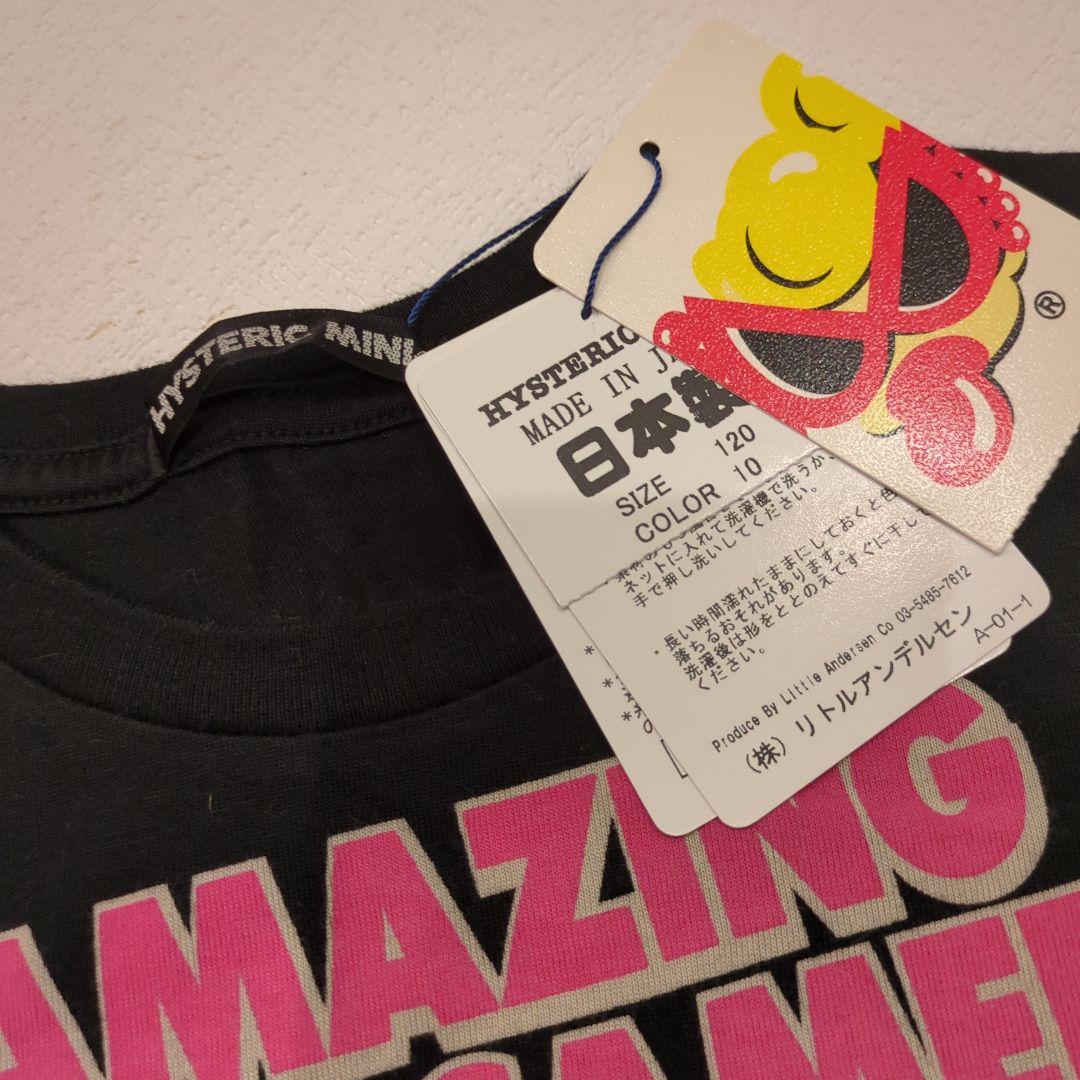 HYSTERIC MINI
®
HYSTERIC
MADE IN J
日本製
SIZE 120
COLOR 10
ネットに入れて洗濯機で洗うか、
手で押し洗いしてください。
・長い時間濡れたままにしておくと色
落ちるおそれがあります。
洗濯後は形をととのえてすぐに干して
ください。
Produce By Little Andersen Co 03-5485-7612
(株)リトルアンデルセン
A-01-1
*
*
*
AMAZING
GAME